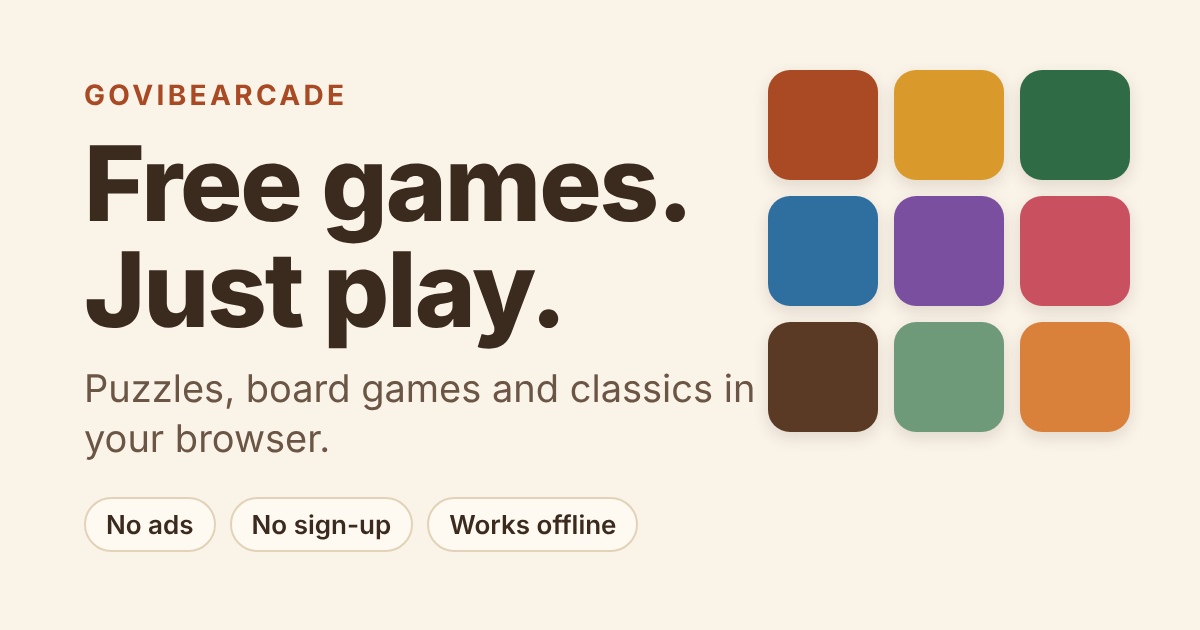 GOVIBEARCADE
Free games.
Just play.
Puzzles, board games and classics in
your browser.
No ads
No sign-up
Works offline